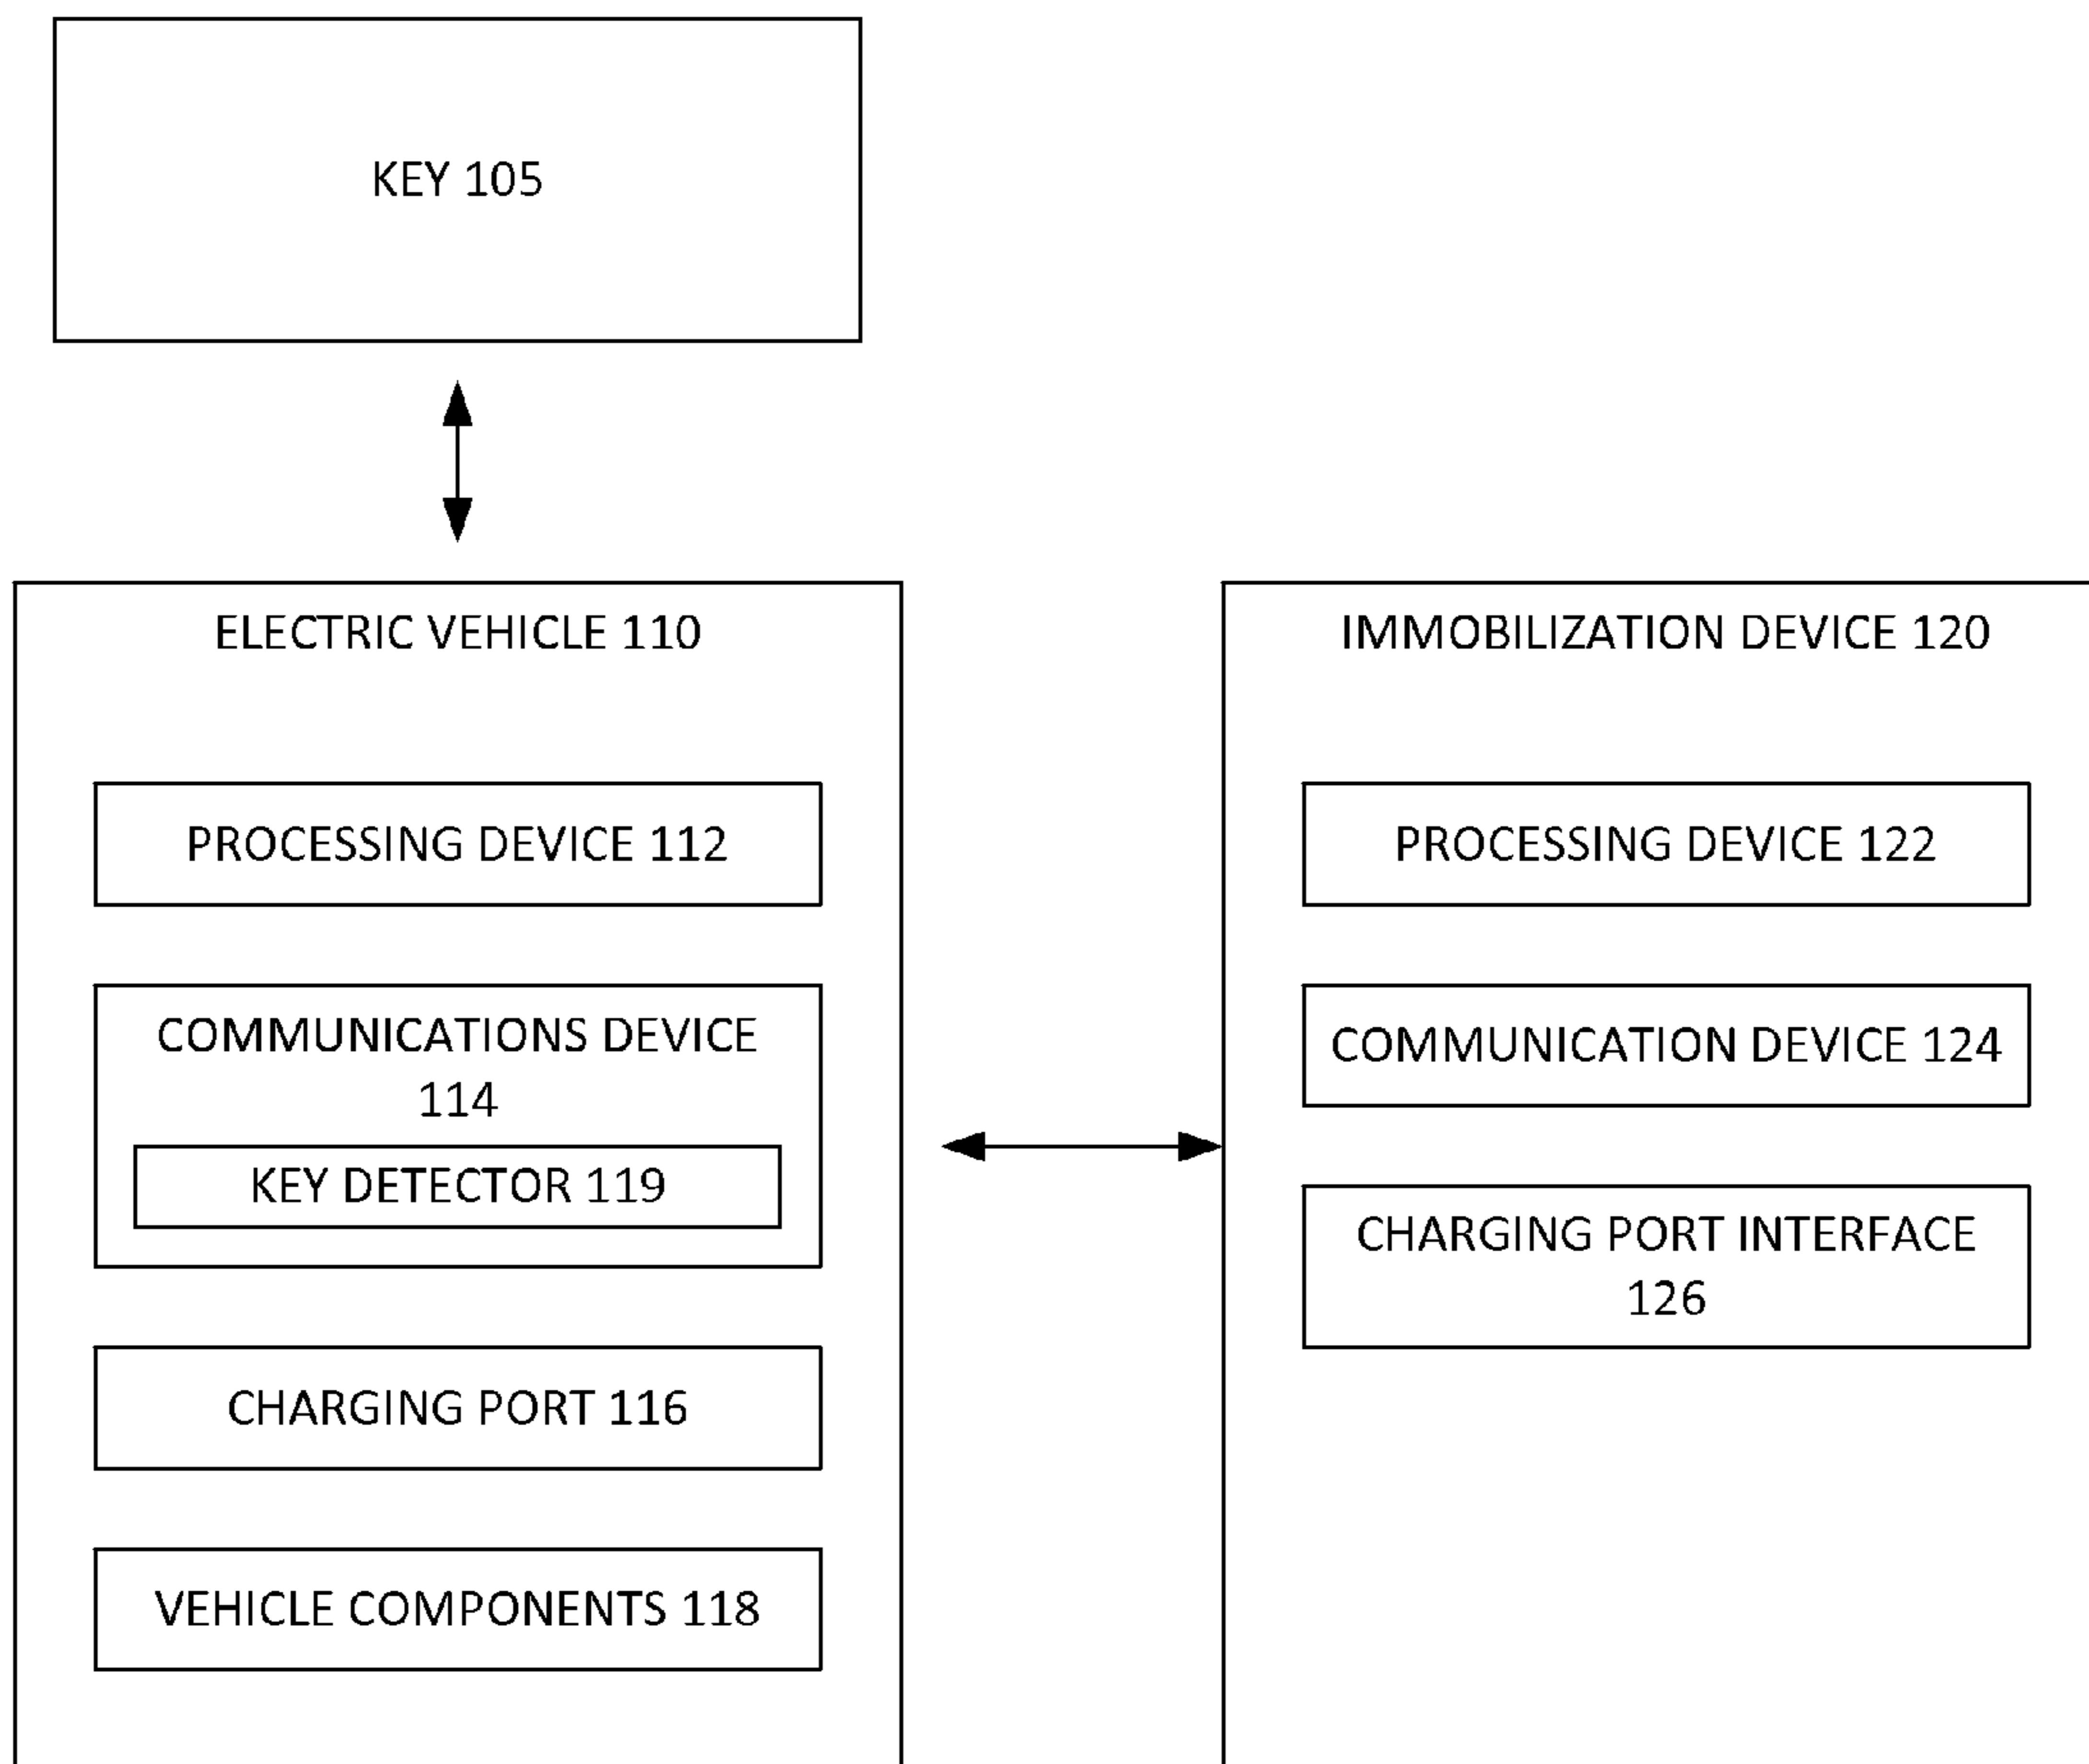 KEY 105
ELECTRIC VEHICLE 110
PROCESSING DEVICE 112
COMMUNICATIONS DEVICE
114
KEY DETECTOR 119
CHARGING PORT 116
VEHICLE COMPONENTS 118
IMMOBILIZATION DEVICE 120
PROCESSING DEVICE 122
COMMUNICATION DEVICE 124
CHARGING PORT INTERFACE
126